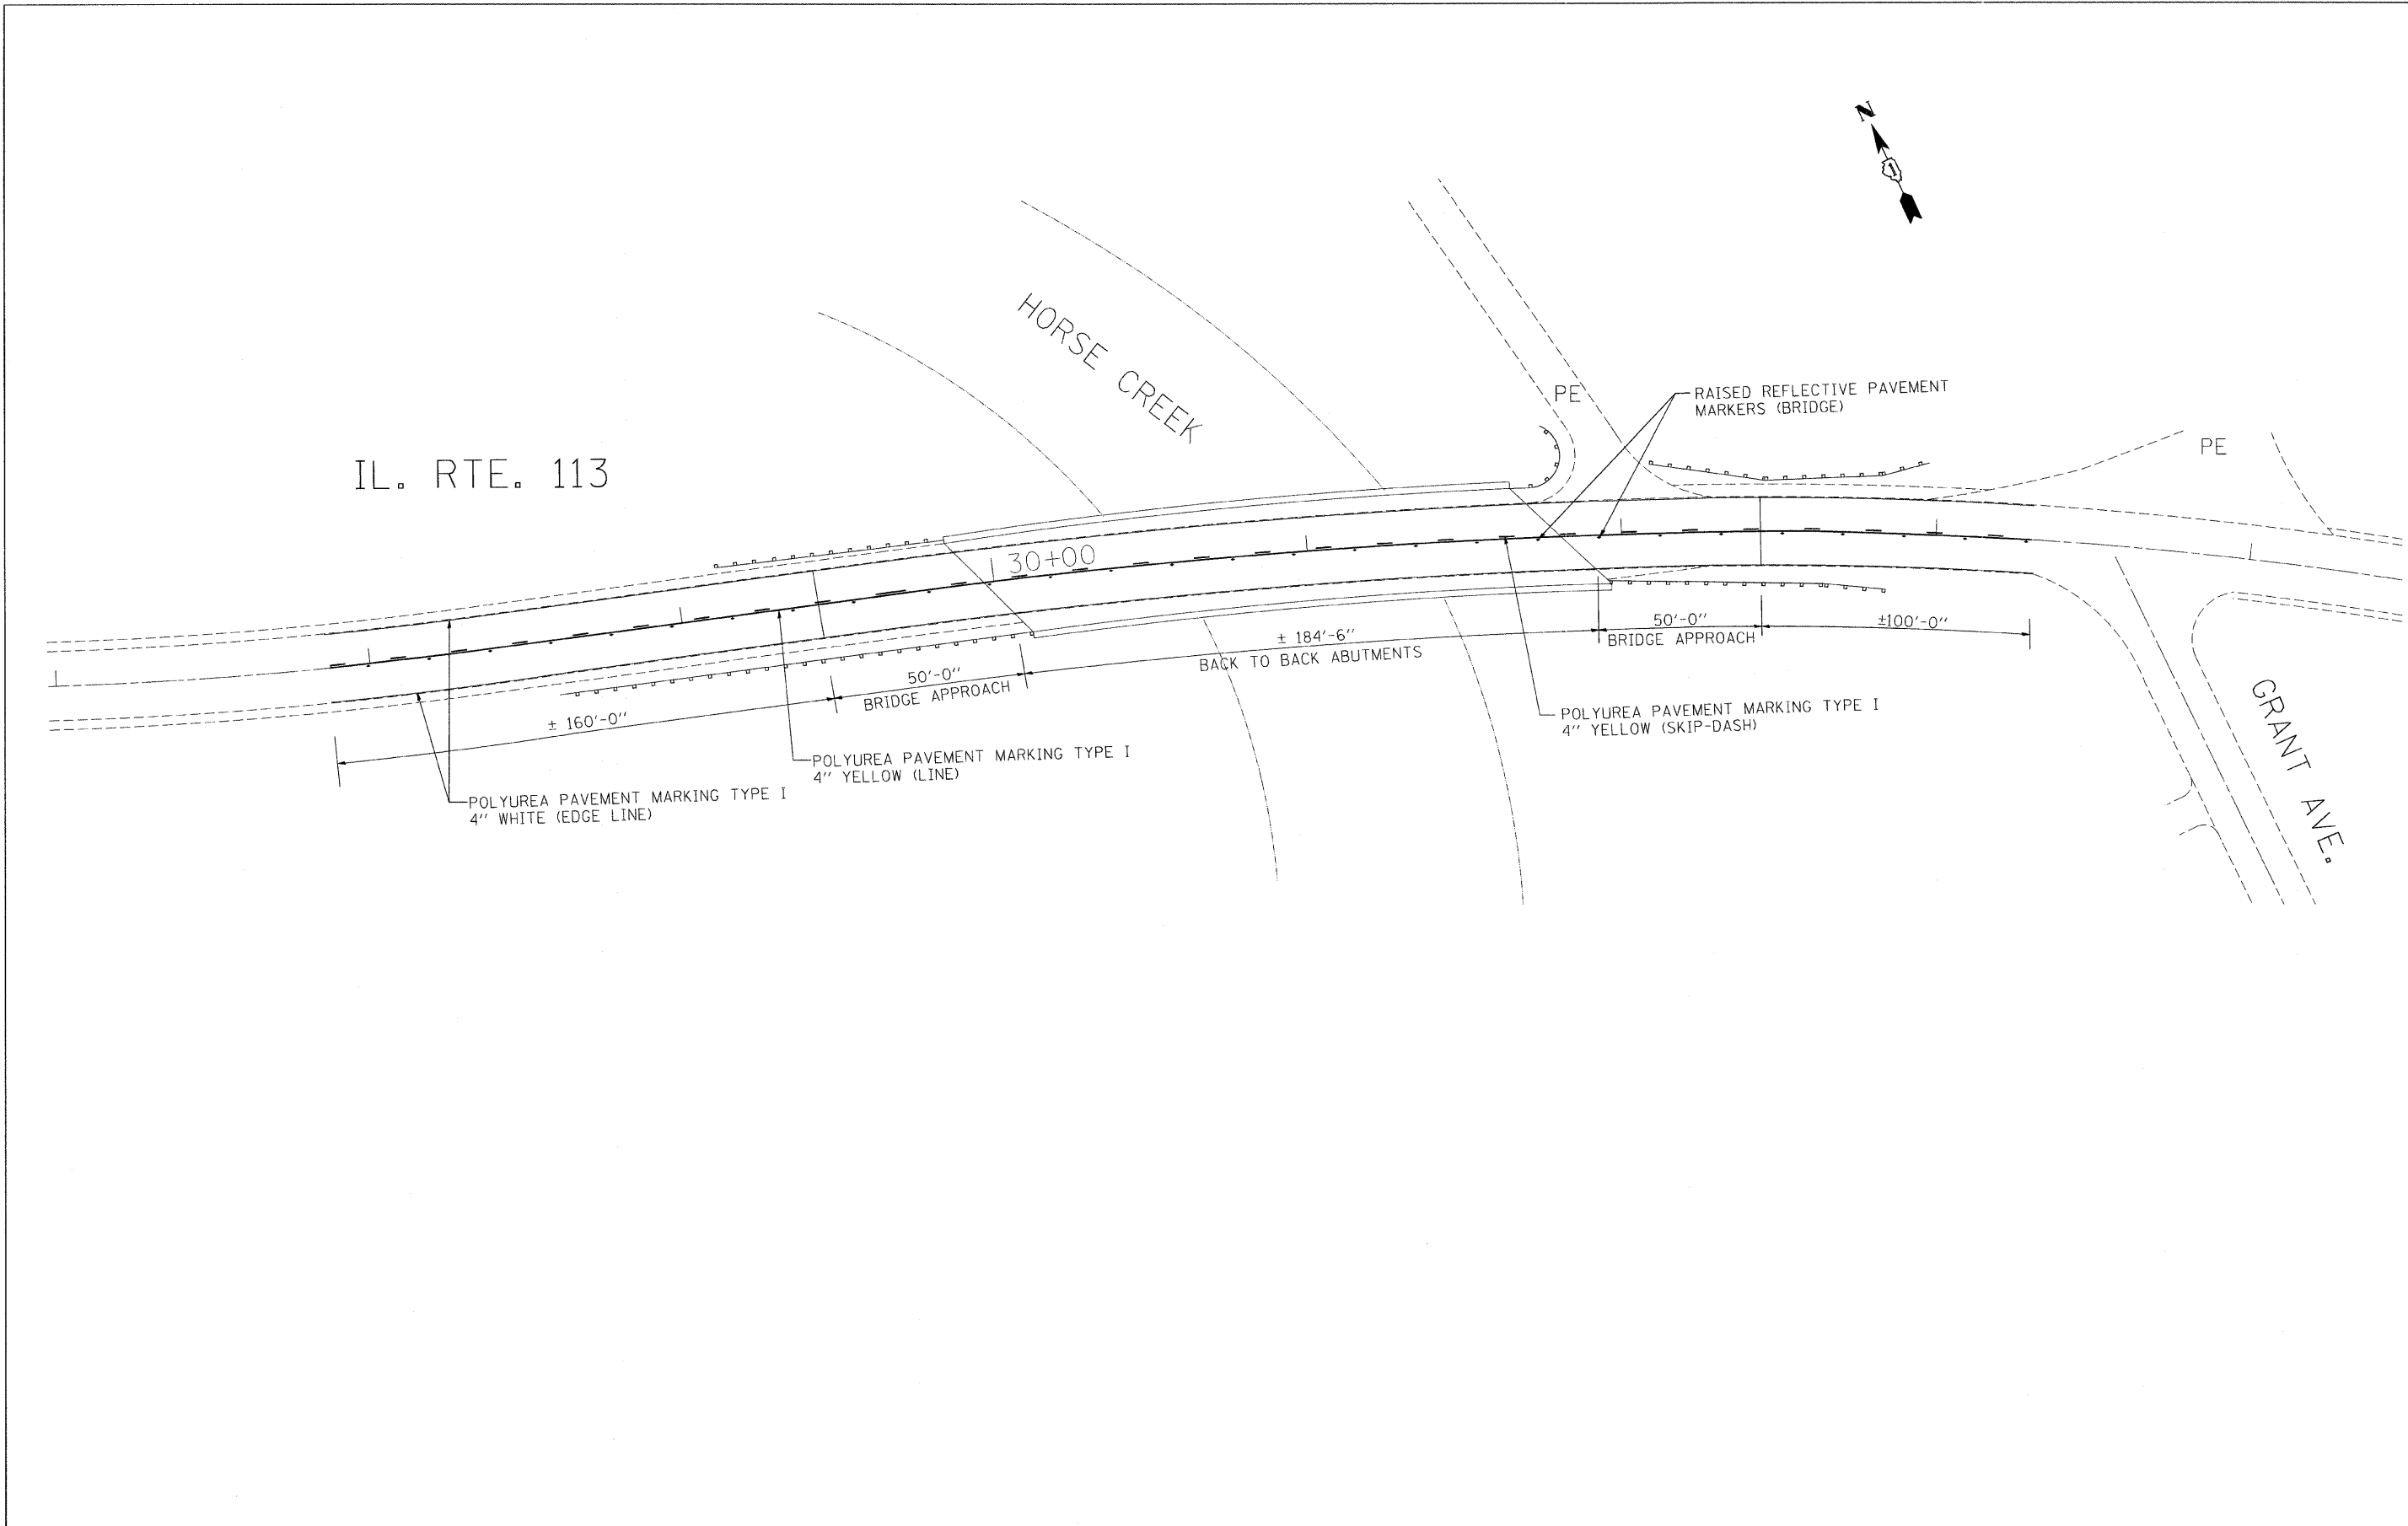 N
1
HORSE CREEK
PE
RAISED REFLECTIVE PAVEMENT
MARKERS (BRIDGE)
PE
IL. RTE. 113
30+00
± 184'-6"
BACK TO BACK ABUTMENTS
50'-0"
BRIDGE APPROACH
±100'-0"
50'-0"
BRIDGE APPROACH
± 160'-0"
POLYUREA PAVEMENT MARKING TYPE I
4" YELLOW (SKIP-DASH)
POLYUREA PAVEMENT MARKING TYPE I
4" YELLOW (LINE)
POLYUREA PAVEMENT MARKING TYPE I
4" WHITE (EDGE LINE)
GRANT AVE.